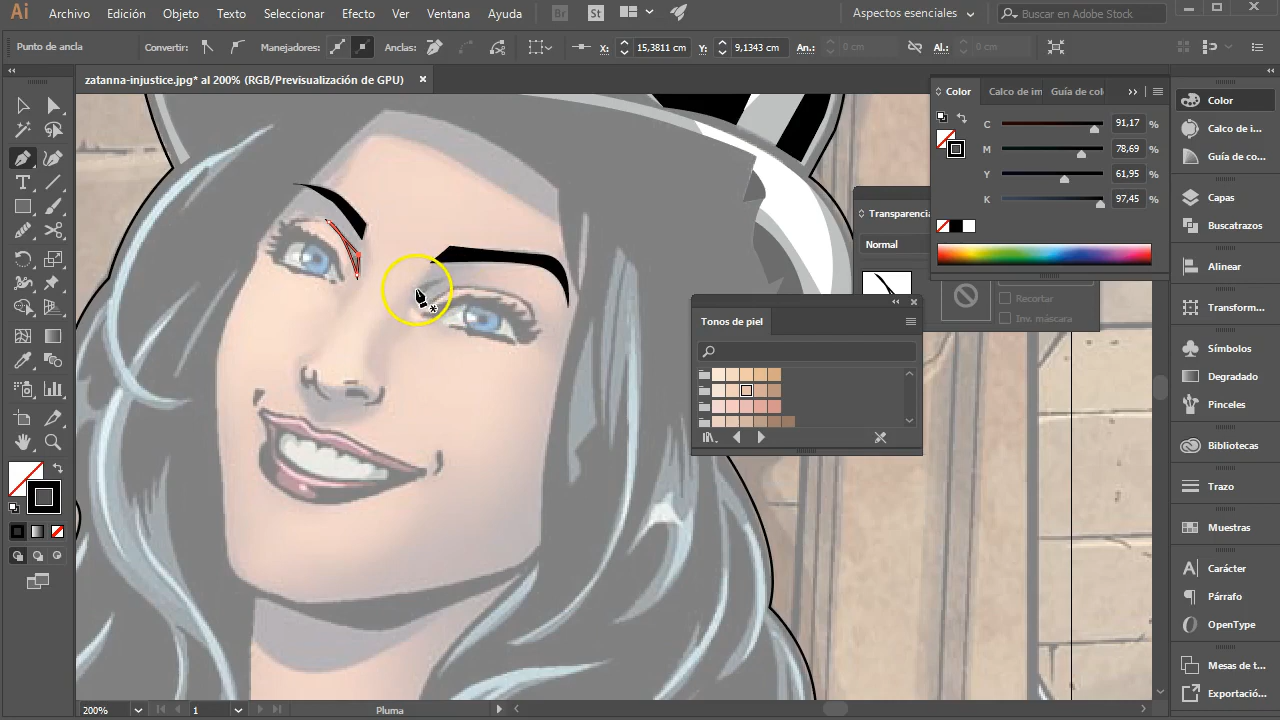 Ai
Archivo
Edición
Objeto
Texto
Seleccionar
Efecto
Ver
Ventana
Ayuda
Br
St
Aspectos esenciales
Buscar en Adobe Stock
Punto de ancla
Convertir:
Manejadores:
Anclas:
X:
15,3811 cm
Y:
9,1343 cm
An.:
0 cm
Al.:
0 cm
zatanna-injustice.jpg* al 200% (RGB/Previsualización de GPU)
Color
Calco de im
Guía de colo
C
91,17
%
M
78,69
%
Y
61,95
%
K
97,45
%
Transparencia
Normal
Recortar
Inv. máscara
Tonos de piel
Color
Calco de i...
Guía de co...
Capas
Buscartrazos
Alinear
Transform...
Símbolos
Degradado
Pinceles
Bibliotecas
Trazo
Muestras
Carácter
Párrafo
OpenType
Mesas de t...
Exportació...
200%
1
Pluma